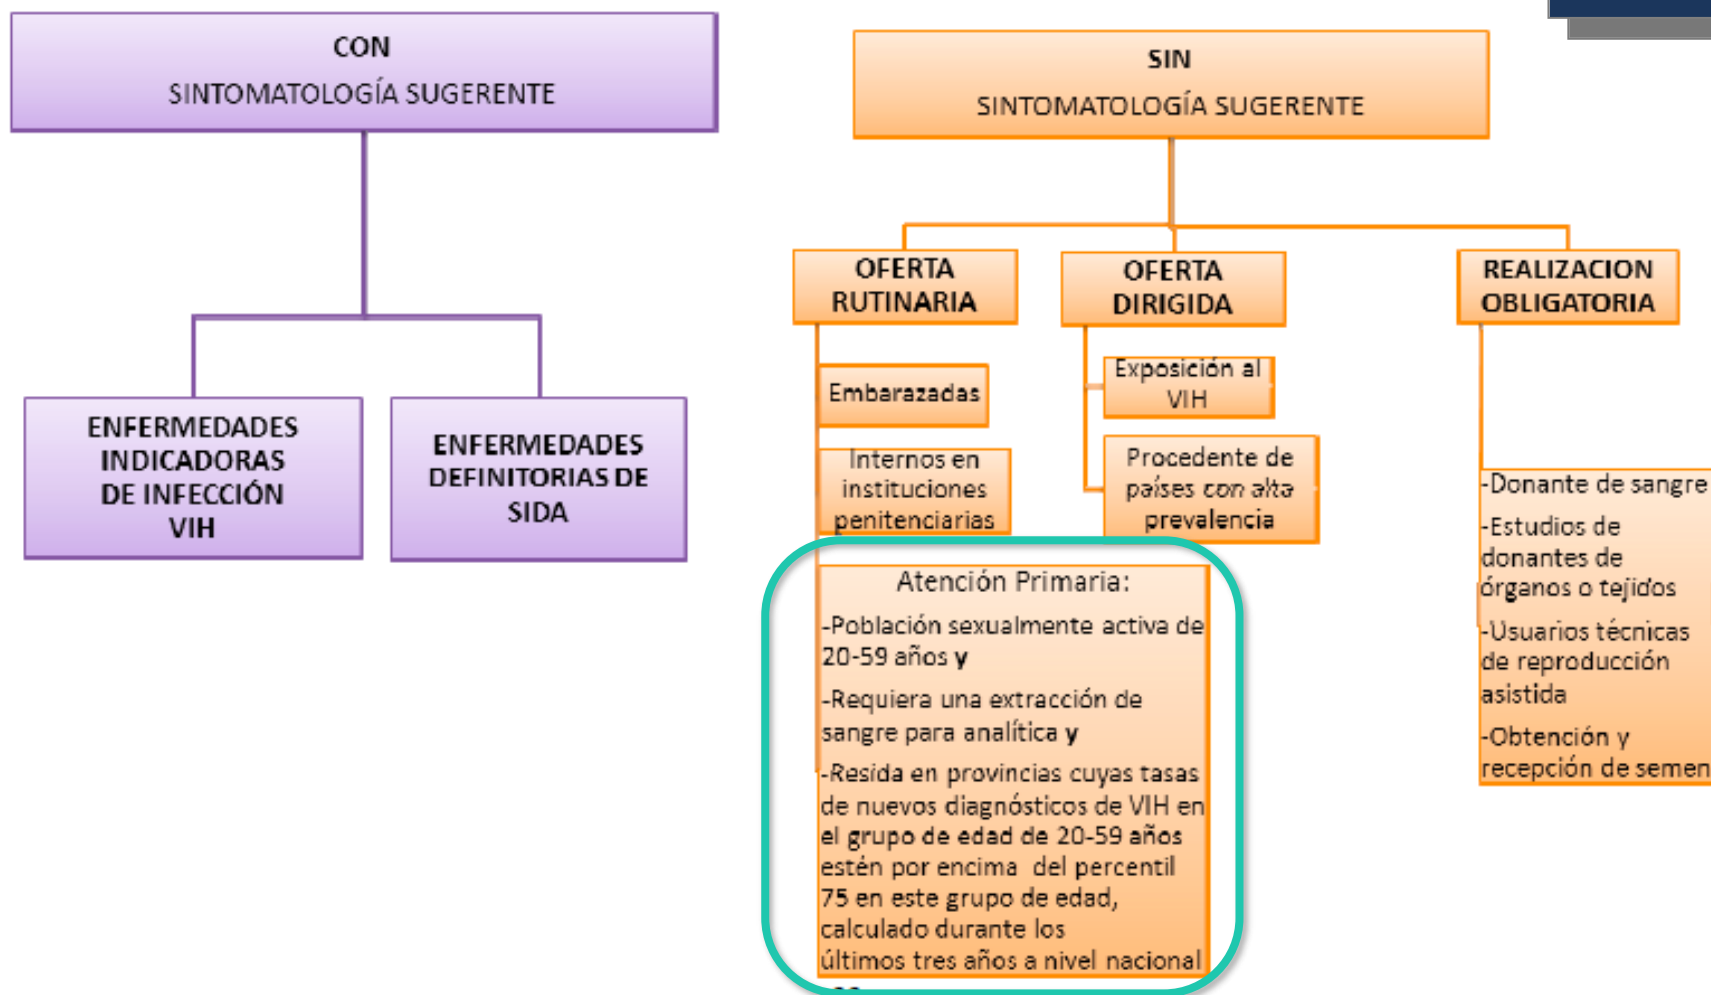 CON
SINTOMATOLOGÍA SUGERENTE
ENFERMEDADES
INDICADORAS
DE INFECCIÓN
VIH
ENFERMEDADES
DEFINITORIAS DE
SIDA
SIN
SINTOMATOLOGÍA SUGERENTE
OFERTA
RUTINARIA
Embarazadas
Internos en
instituciones
penitenciarias
Atención Primaria:
-Población sexualmente activa de
20-59 años y
-Requiera una extracción de
sangre para analítica y
-Resida en provincias cuyas tasas
de nuevos diagnósticos de VIH en
el grupo de edad de 20-59 años
estén por encima del percentil
75 en este grupo de edad,
calculado durante los
últimos tres años a nivel nacional
OFERTA
DIRIGIDA
Exposición al
VIH
Procedente de
países con alta
prevalencia
REALIZACION
OBLIGATORIA
-Donante de sangre
-Estudios de
donantes de
órganos o tejidos
-Usuarios técnicas
de reproducción
asistida
-Obtención y
recepción de semen